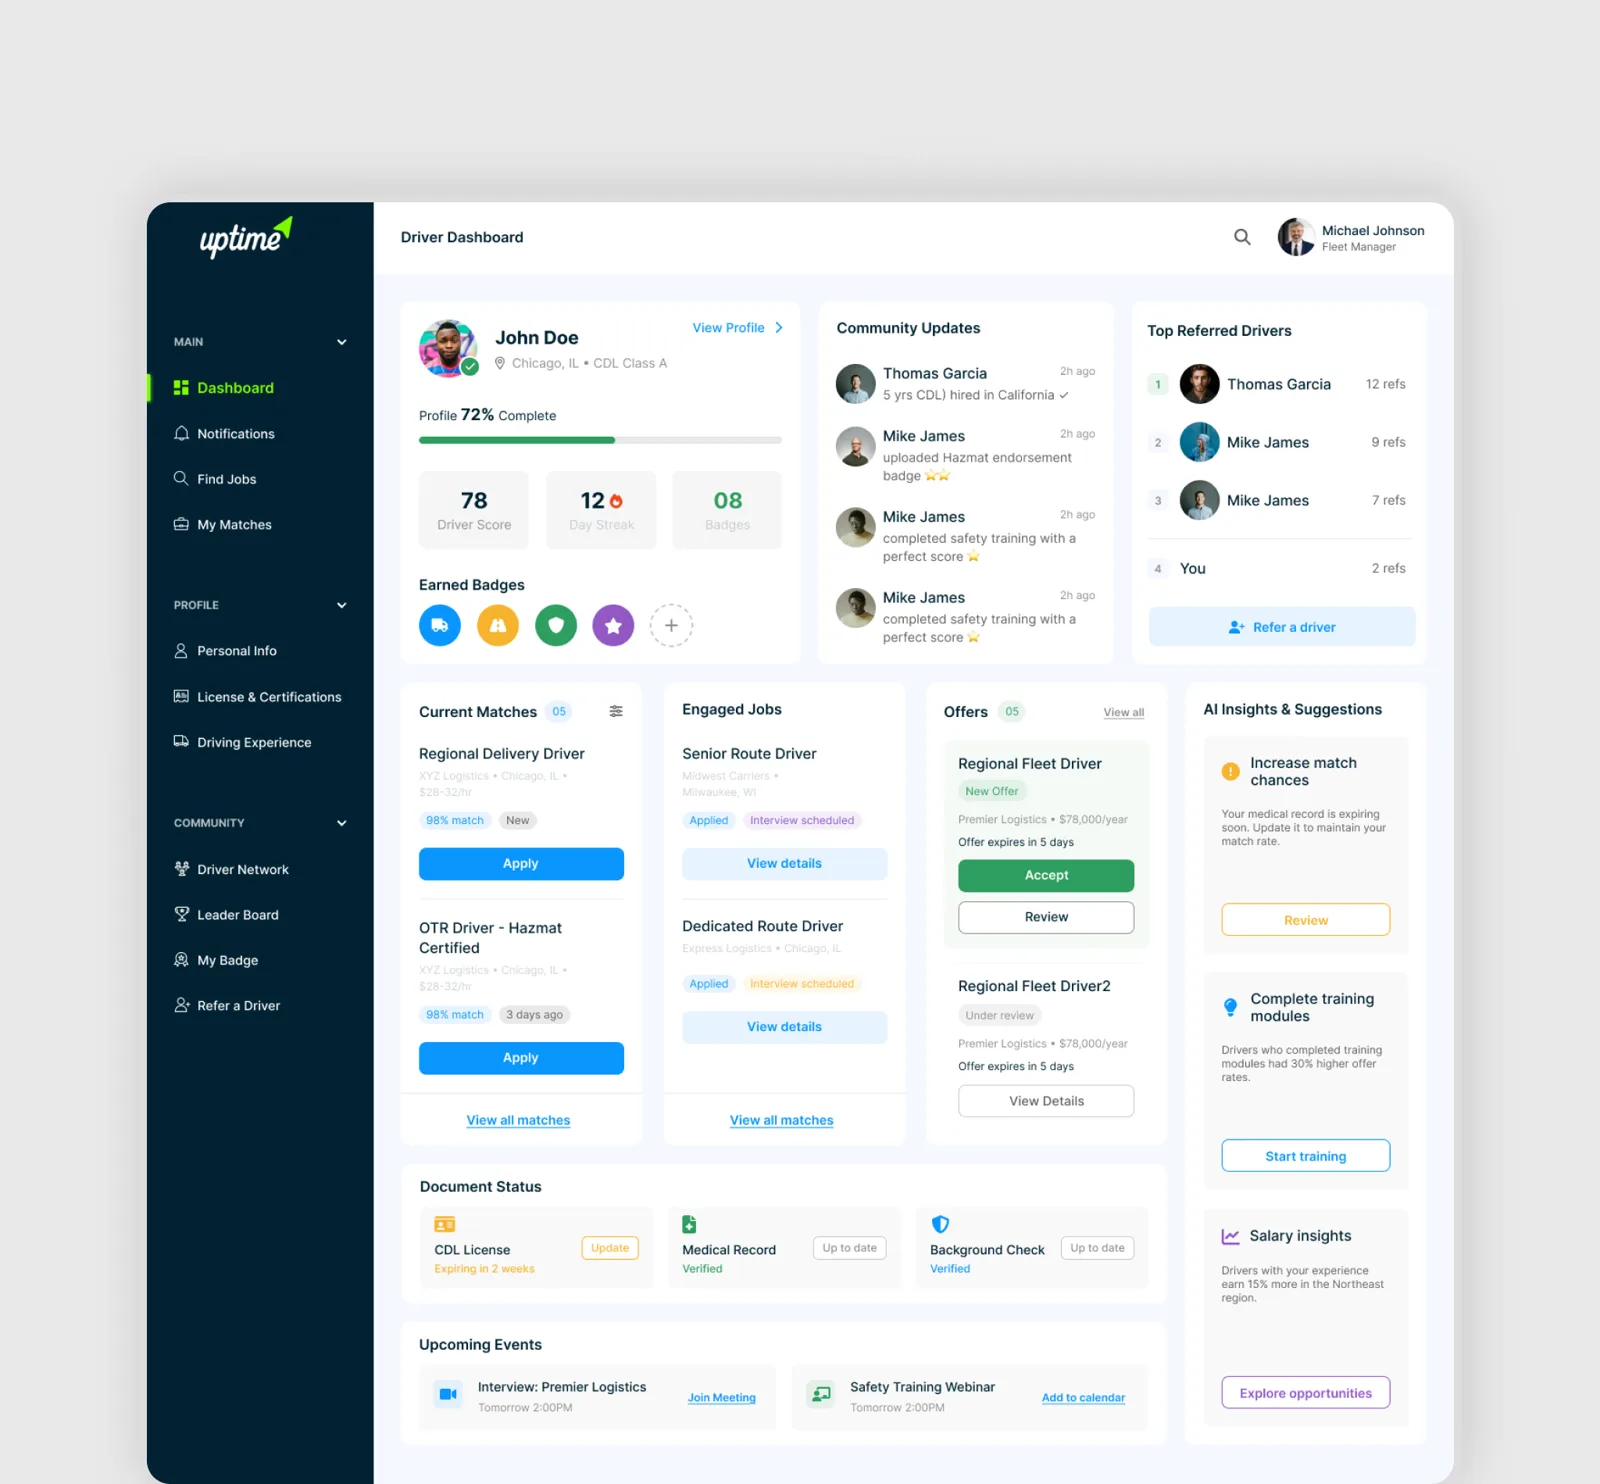 uptime
MAIN
Dashboard
Notifications
Find Jobs
My Matches
PROFILE
Personal Info
License & Certifications
Driving Experience
COMMUNITY
Driver Network
Leader Board
My Badge
Refer a Driver
Driver Dashboard
Michael Johnson
Fleet Manager
John Doe
View Profile
Chicago, IL • CDL Class A
Profile 72% Complete
78
Driver Score
12
Day Streak
08
Badges
Earned Badges
Community Updates
Thomas Garcia
2h ago
5 yrs CDL) hired in California ✓
Mike James
2h ago
uploaded Hazmat endorsement
badge ⭐⭐
Mike James
2h ago
completed safety training with a
perfect score ⭐
Mike James
2h ago
completed safety training with a
perfect score ⭐
Top Referred Drivers
1 Thomas Garcia 12 refs
2 Mike James 9 refs
3 Mike James 7 refs
4 You 2 refs
Refer a driver
Current Matches 05
Regional Delivery Driver
XYZ Logistics • Chicago, IL •
$28-32/hr
98% match New
Apply
OTR Driver - Hazmat
Certified
XYZ Logistics • Chicago, IL •
$28-32/hr
98% match 3 days ago
Apply
View all matches
Engaged Jobs
Senior Route Driver
Midwest Carriers •
Milwaukee, WI
Applied Interview scheduled
View details
Dedicated Route Driver
Express Logistics • Chicago, IL
Applied Interview scheduled
View details
View all matches
Offers 05 View all
Regional Fleet Driver
New Offer
Premier Logistics • $78,000/year
Offer expires in 5 days
Accept
Review
Regional Fleet Driver2
Under review
Premier Logistics • $78,000/year
Offer expires in 5 days
View Details
AI Insights & Suggestions
Increase match
chances
Your medical record is expiring
soon. Update it to maintain your
match rate.
Review
Complete training
modules
Drivers who completed training
modules had 30% higher offer
rates.
Start training
Salary insights
Drivers with your experience
earn 15% more in the Northeast
region.
Explore opportunities
Document Status
CDL License
Expiring in 2 weeks
Update
Medical Record
Verified
Up to date
Background Check
Verified
Up to date
Upcoming Events
Interview: Premier Logistics
Tomorrow 2:00PM
Join Meeting
Safety Training Webinar
Tomorrow 2:00PM
Add to calendar